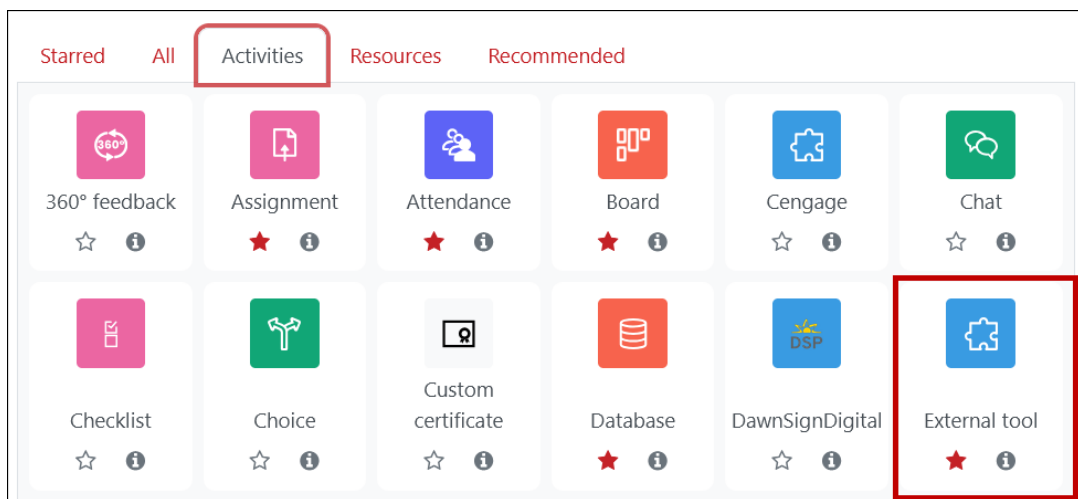 Starred All Activities Resources Recommended
360°
360° feedback Assignment Attendance Board Cengage Chat
DSP
Custom
Checklist Choice certificate Database DawnSignDigital External tool